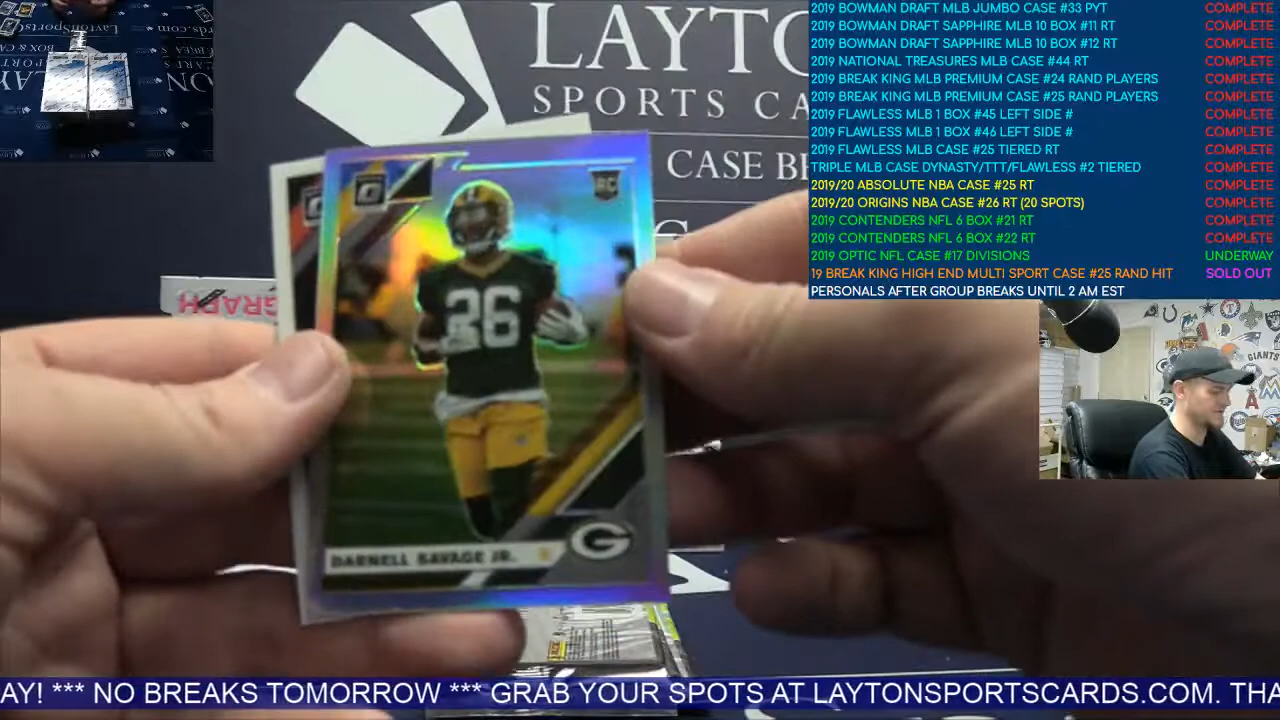 LAYTO
SPORTS CA
CASE BE
2019 BOWMAN DRAFT MLB JUMBO CASE #33 PYT COMPLETE
2019 BOWMAN DRAFT SAPPHIRE MLB 10 BOX #11 RT COMPLETE
2019 BOWMAN DRAFT SAPPHIRE MLB 10 BOX #12 RT COMPLETE
2019 NATIONAL TREASURES MLB CASE #44 RT COMPLETE
2019 BREAK KING MLB PREMIUM CASE #24 RAND PLAYERS COMPLETE
2019 BREAK KING MLB PREMIUM CASE #25 RAND PLAYERS COMPLETE
2019 FLAWLESS MLB 1 BOX #45 LEFT SIDE # COMPLETE
2019 FLAWLESS MLB 1 BOX #46 LEFT SIDE # COMPLETE
2019 FLAWLESS MLB CASE #25 TIERED RT COMPLETE
TRIPLE MLB CASE DYNASTY/TTT/FLAWLESS #2 TIERED COMPLETE
2019/20 ABSOLUTE NBA CASE #25 RT COMPLETE
2019/20 ORIGINS NBA CASE #26 RT (20 SPOTS) COMPLETE
2019 CONTENDERS NFL 6 BOX #21 RT COMPLETE
2019 CONTENDERS NFL 6 BOX #22 RT COMPLETE
2019 OPTIC NFL CASE #17 DIVISIONS UNDERWAY
19 BREAK KING HIGH END MULTI SPORT CASE #25 RAND HIT SOLD OUT
PERSONALS AFTER GROUP BREAKS UNTIL 2 AM EST
RC
26
DARNELL SAVAGE JR.
G
GRAPH
GIANTS
AY! *** NO BREAKS TOMORROW *** GRAB YOUR SPOTS AT LAYTONSPORTSCARDS.COM. THA